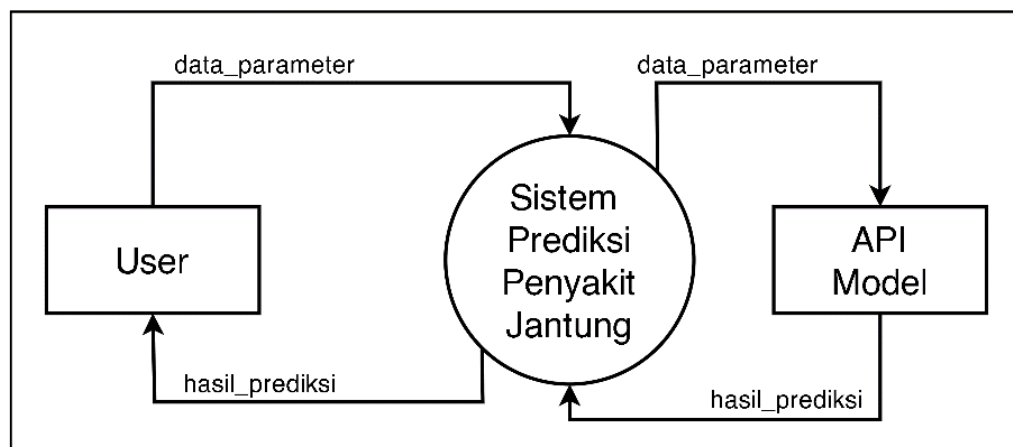 data_parameter
data_parameter
User
Sistem
Prediksi
Penyakit
Jantung
API
Model
hasil_prediksi
hasil_prediksi